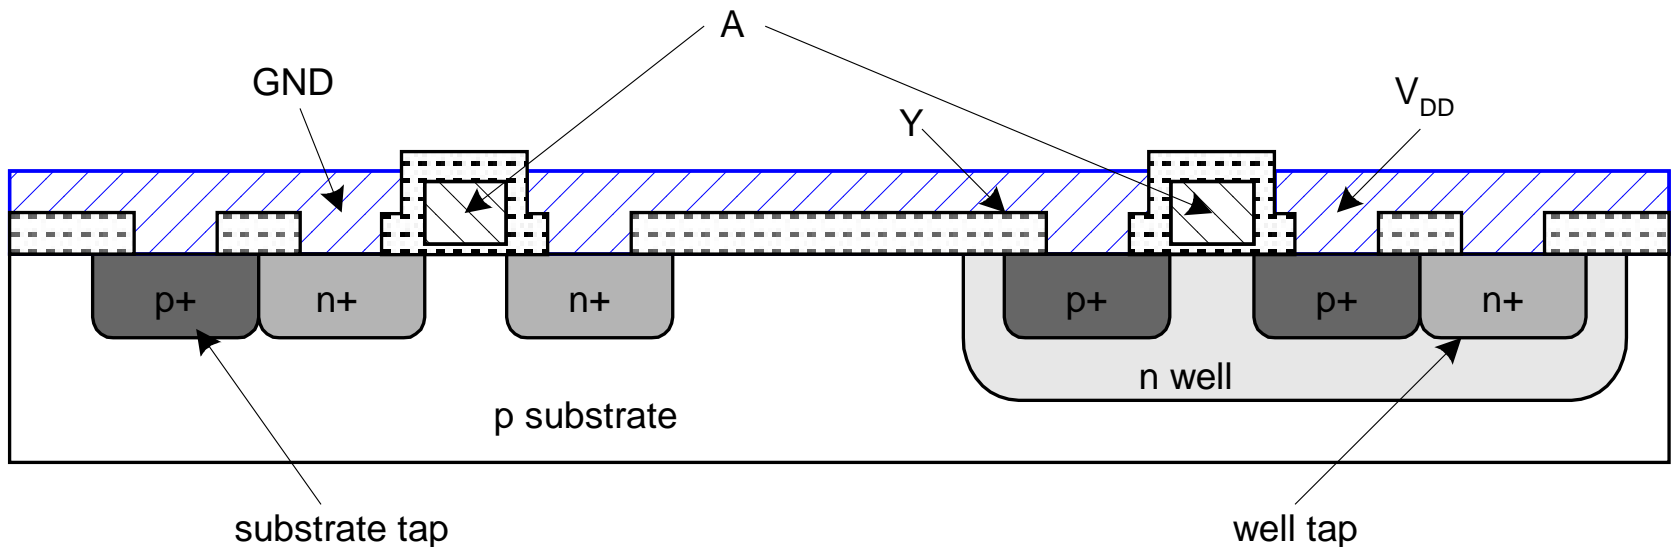 A
GND
Y
VDD
p+
n+
n+
p+
p+
n+
n well
p substrate
substrate tap
well tap